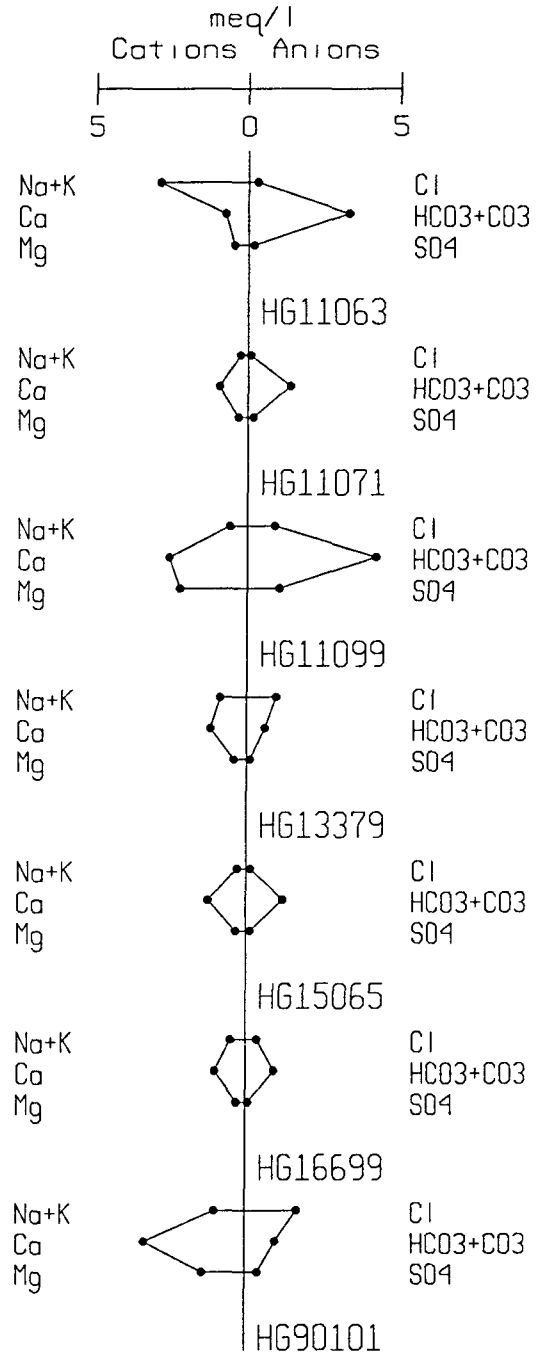 meq/l
Cations Anions
5 0 5
Na+K Cl
Ca HCO3+CO3
Mg SO4
HG11063
Na+K Cl
Ca HCO3+CO3
Mg SO4
HG11071
Na+K Cl
Ca HCO3+CO3
Mg SO4
HG11099
Na+K Cl
Ca HCO3+CO3
Mg SO4
HG13379
Na+K Cl
Ca HCO3+CO3
Mg SO4
HG15065
Na+K Cl
Ca HCO3+CO3
Mg SO4
HG16699
Na+K Cl
Ca HCO3+CO3
Mg SO4
HG90101